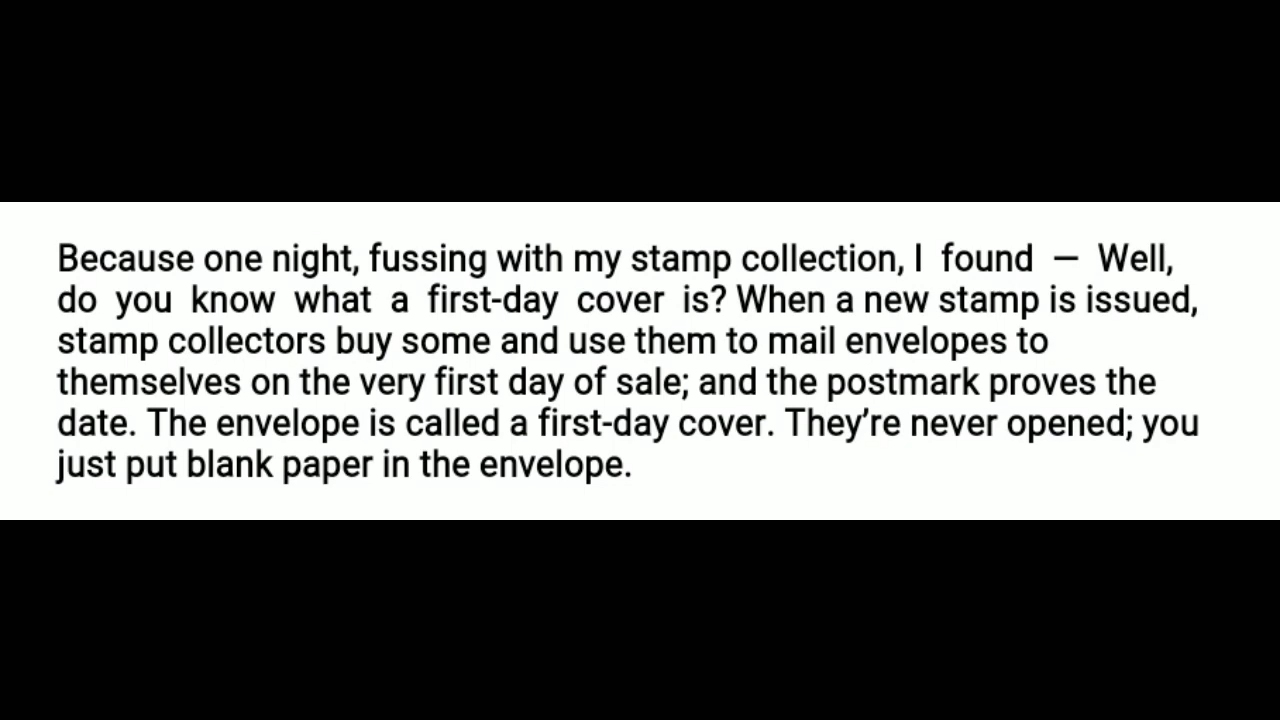 Because one night, fussing with my stamp collection, I found — Well,
do you know what a first-day cover is? When a new stamp is issued,
stamp collectors buy some and use them to mail envelopes to
themselves on the very first day of sale; and the postmark proves the
date. The envelope is called a first-day cover. They’re never opened; you
just put blank paper in the envelope.